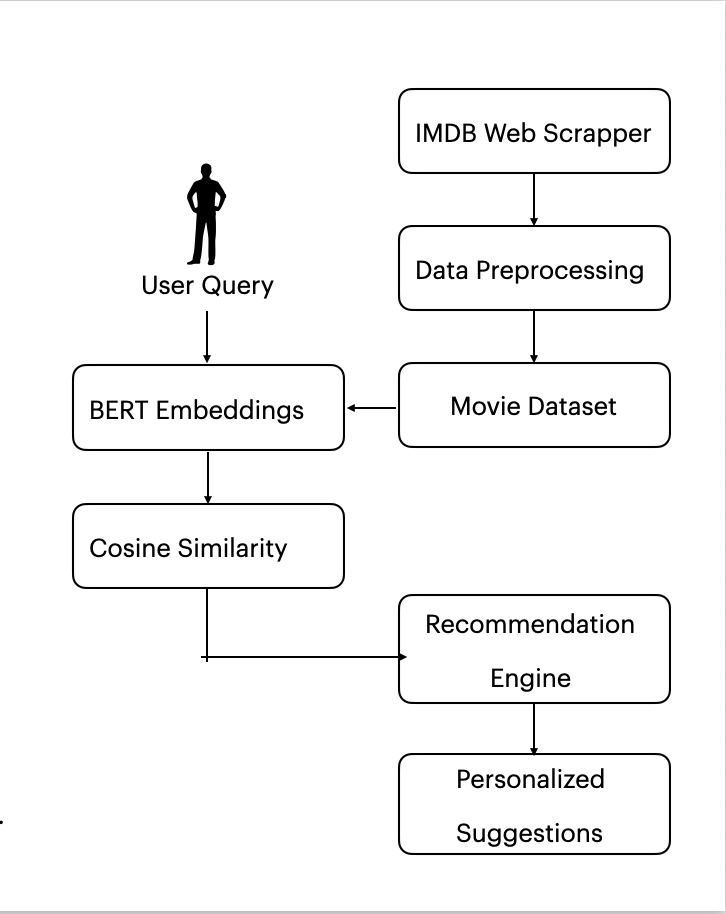 IMDB Web Scrapper
Data Preprocessing
User Query
BERT Embeddings
Movie Dataset
Cosine Similarity
Recommendation
Engine
Personalized
Suggestions
.